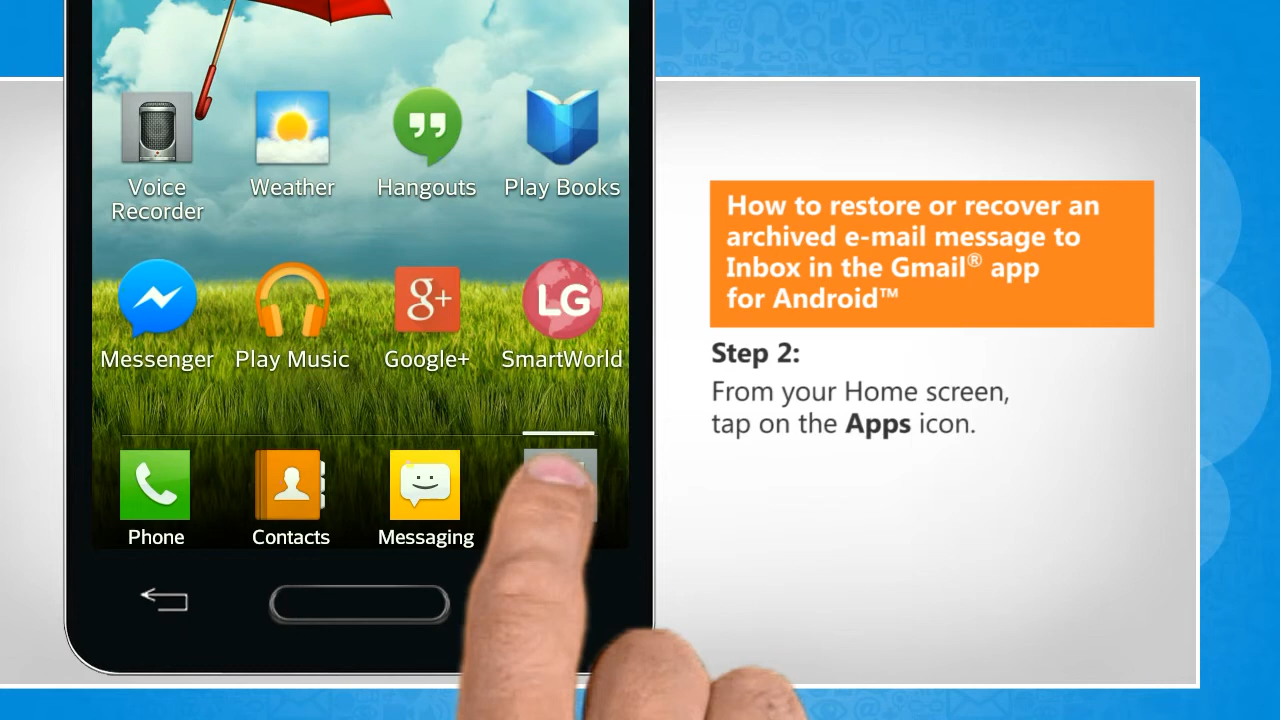 Voice
Recorder
Weather
Hangouts
Play Books
g+
LG
Messenger
Play Music
Google+
SmartWorld
Phone
Contacts
Messaging
How to restore or recover an
archived e-mail message to
Inbox in the Gmail® app
for Android™
Step 2:
From your Home screen,
tap on the Apps icon.